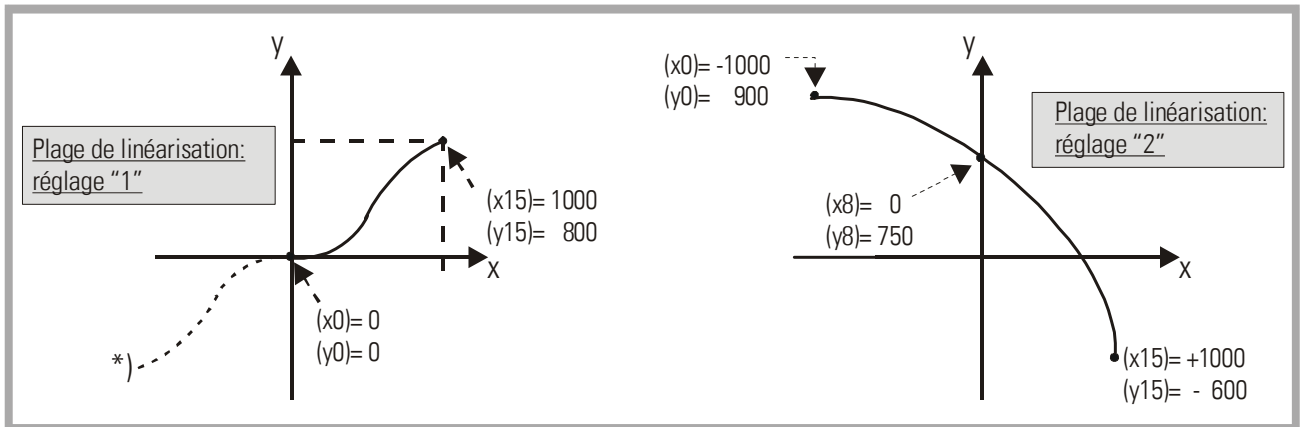 y
Plage de linéarisation:
réglage "1"
(x15)= 1000
(y15)= 800
x
(x0)= 0
(y0)= 0
*)
(x0)= -1000
(y0)= 900
y
Plage de linéarisation:
réglage "2"
(x8)= 0
(y8)= 750
x
(x15)= +1000
(y15)= - 600